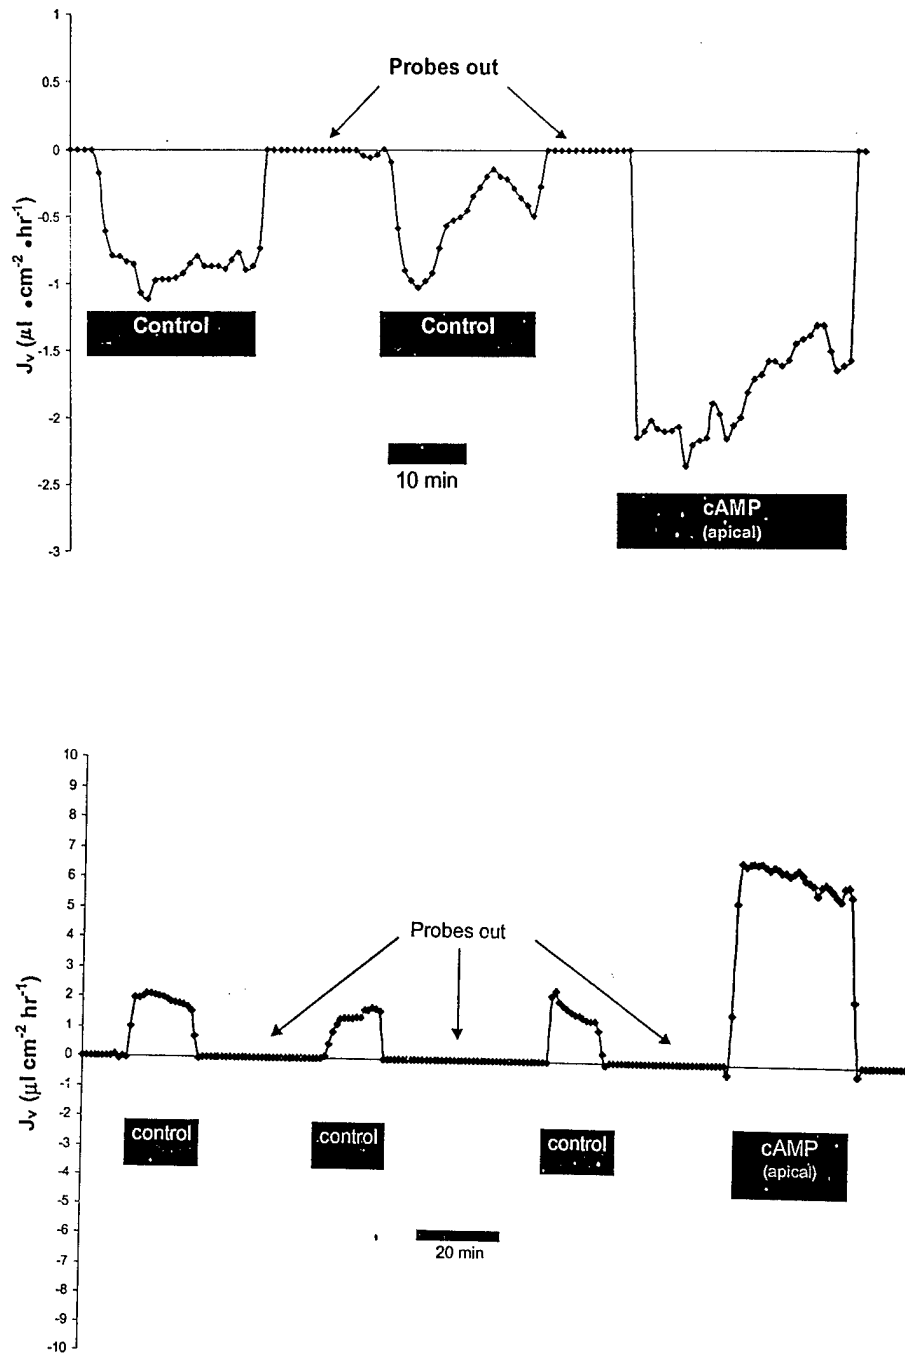 1
0.5
0
-0.5
-1
-1.5
-2
-2.5
-3
Jv (μl •cm-2 •hr-1)
Probes out
Control
Control
10 min
cAMP
(apical)
10
9
8
7
6
5
4
3
2
1
0
-1
-2
-3
-4
-5
-6
-7
-8
-9
-10
Jv (μl cm-2 hr-1)
Probes out
control
control
control
cAMP
(apical)
20 min